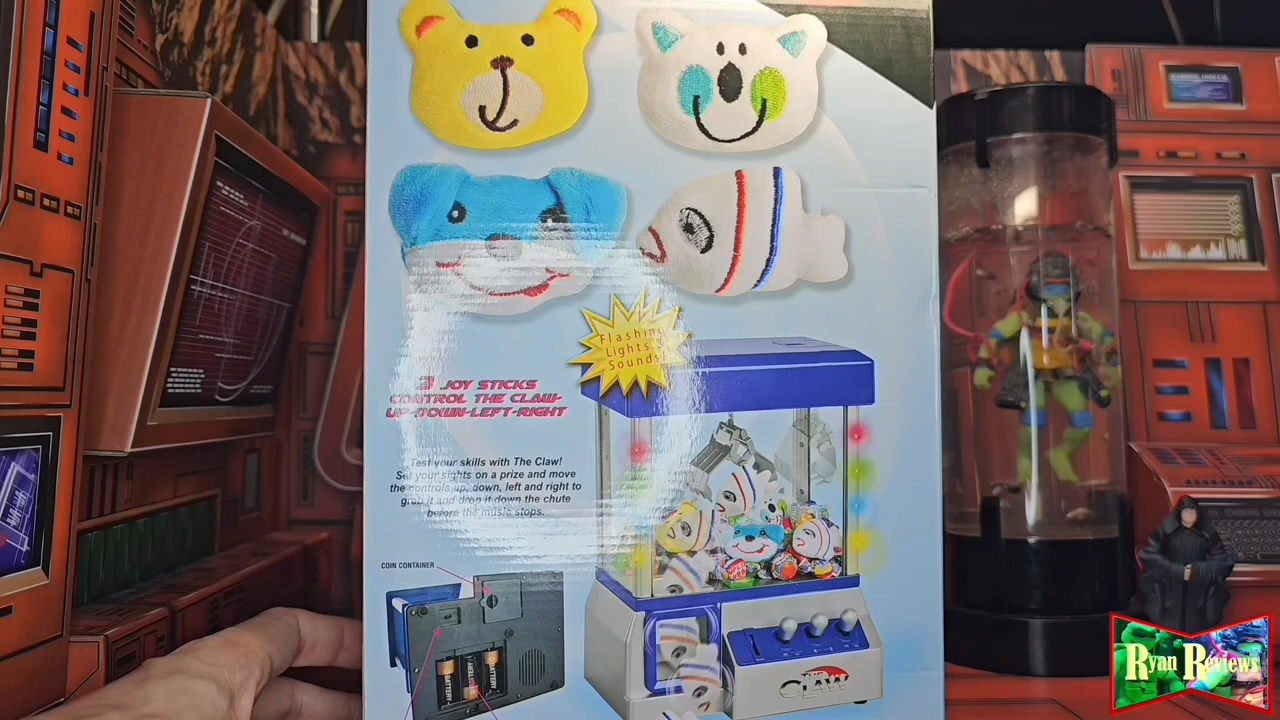 Flashing
Lights &
Sounds!
3 JOY STICKS
CONTROL THE CLAW-
UP-DOWN-LEFT-RIGHT
Test your skills with The Claw!
Set your sights on a prize and move
the controls up, down, left and right to
grab it and drop it down the chute
before the music stops.
COIN CONTAINER
BATTERY
BATTERY
BATTERY
THE
CLAW
RYAN REVIEWS